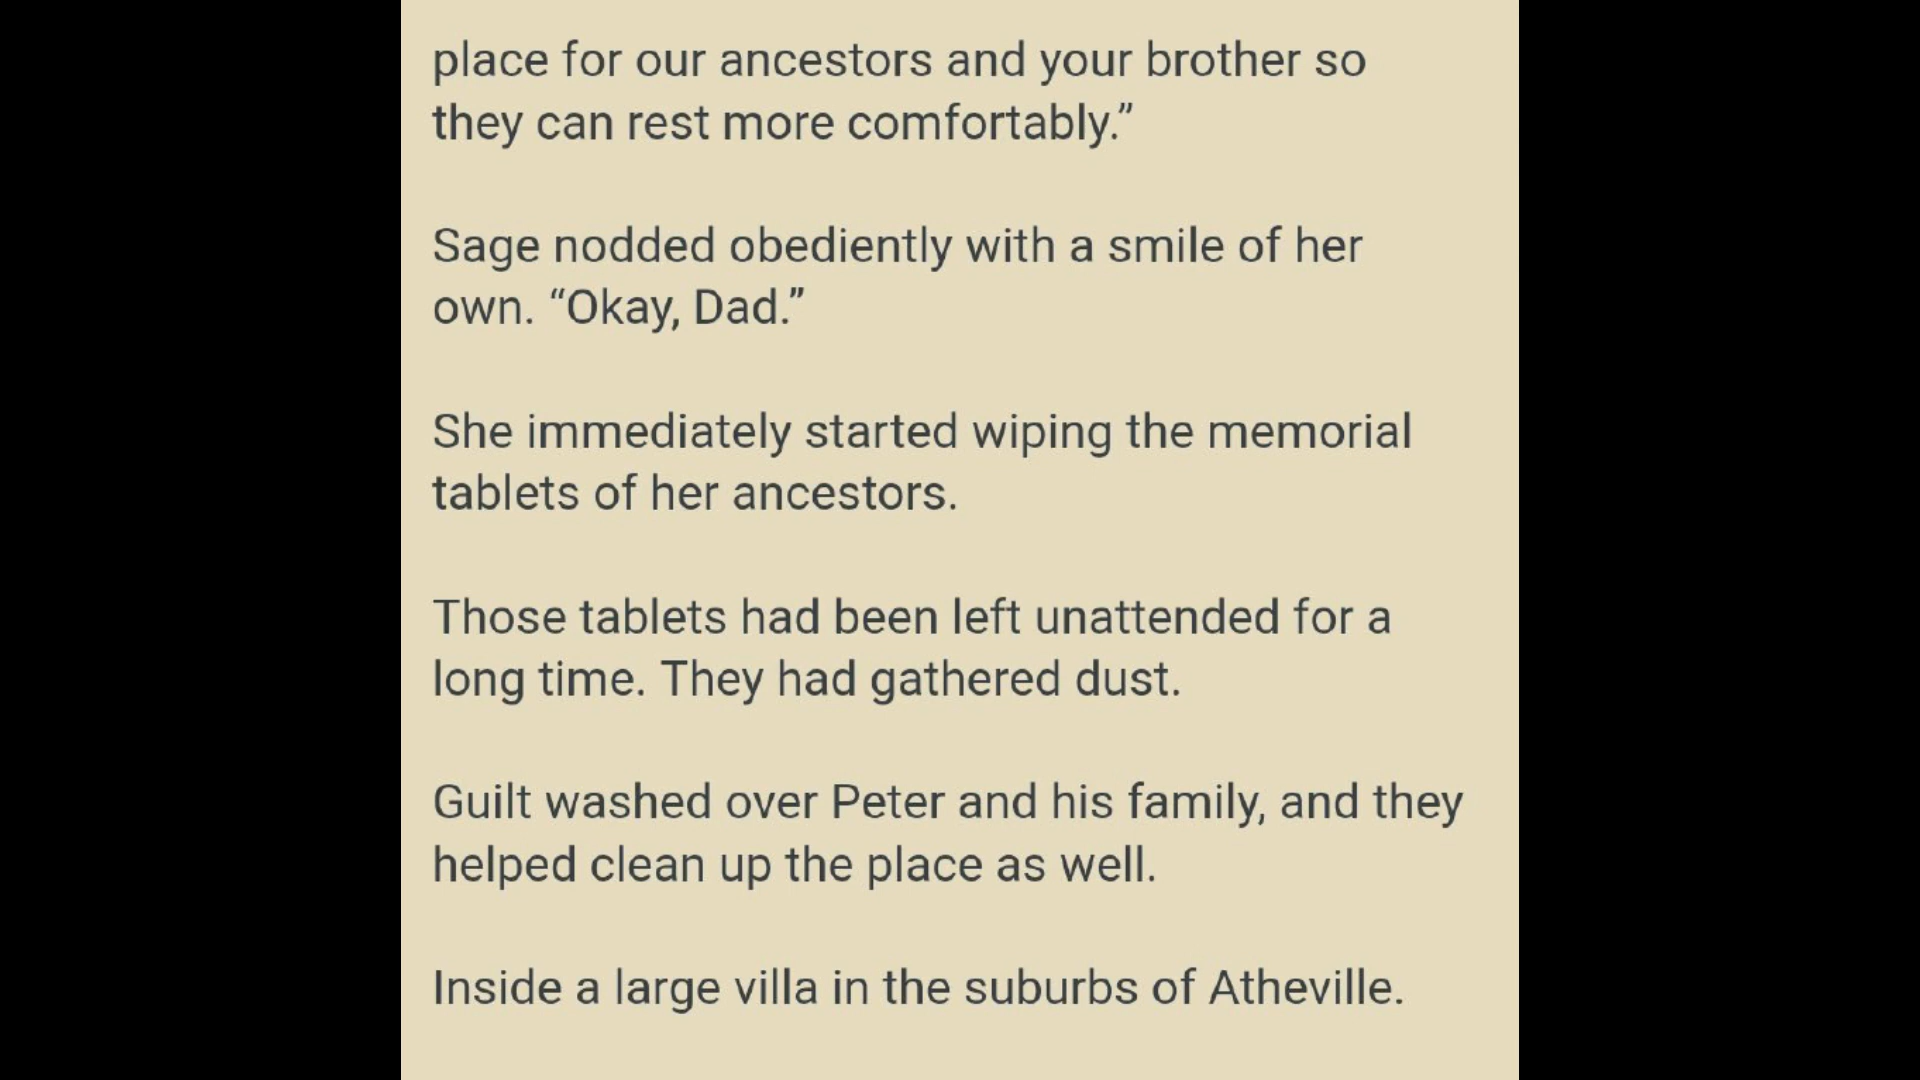 place for our ancestors and your brother so
they can rest more comfortably.”
Sage nodded obediently with a smile of her
own. “Okay, Dad.”
She immediately started wiping the memorial
tablets of her ancestors.
Those tablets had been left unattended for a
long time. They had gathered dust.
Guilt washed over Peter and his family, and they
helped clean up the place as well.
Inside a large villa in the suburbs of Atheville.